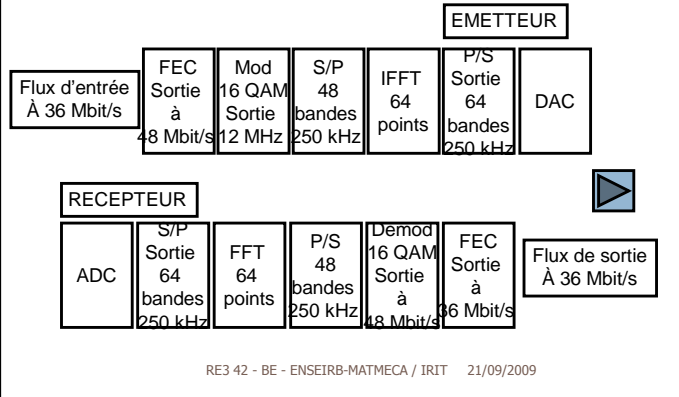 EMETTEUR
Flux d'entrée
À 36 Mbit/s
FEC
Sortie
à
48 Mbit/s
Mod
16 QAM
Sortie
12 MHz
S/P
48
bandes
250 kHz
IFFT
64
points
P/S
Sortie
64
bandes
250 kHz
DAC
RECEPTEUR
ADC
S/P
Sortie
64
bandes
250 kHz
FFT
64
points
P/S
48
bandes
250 kHz
Demod
16 QAM
Sortie
à
48 Mbit/s
FEC
Sortie
à
36 Mbit/s
Flux de sortie
À 36 Mbit/s
RE3 42 - BE - ENSEIRB-MATMECA / IRIT 21/09/2009